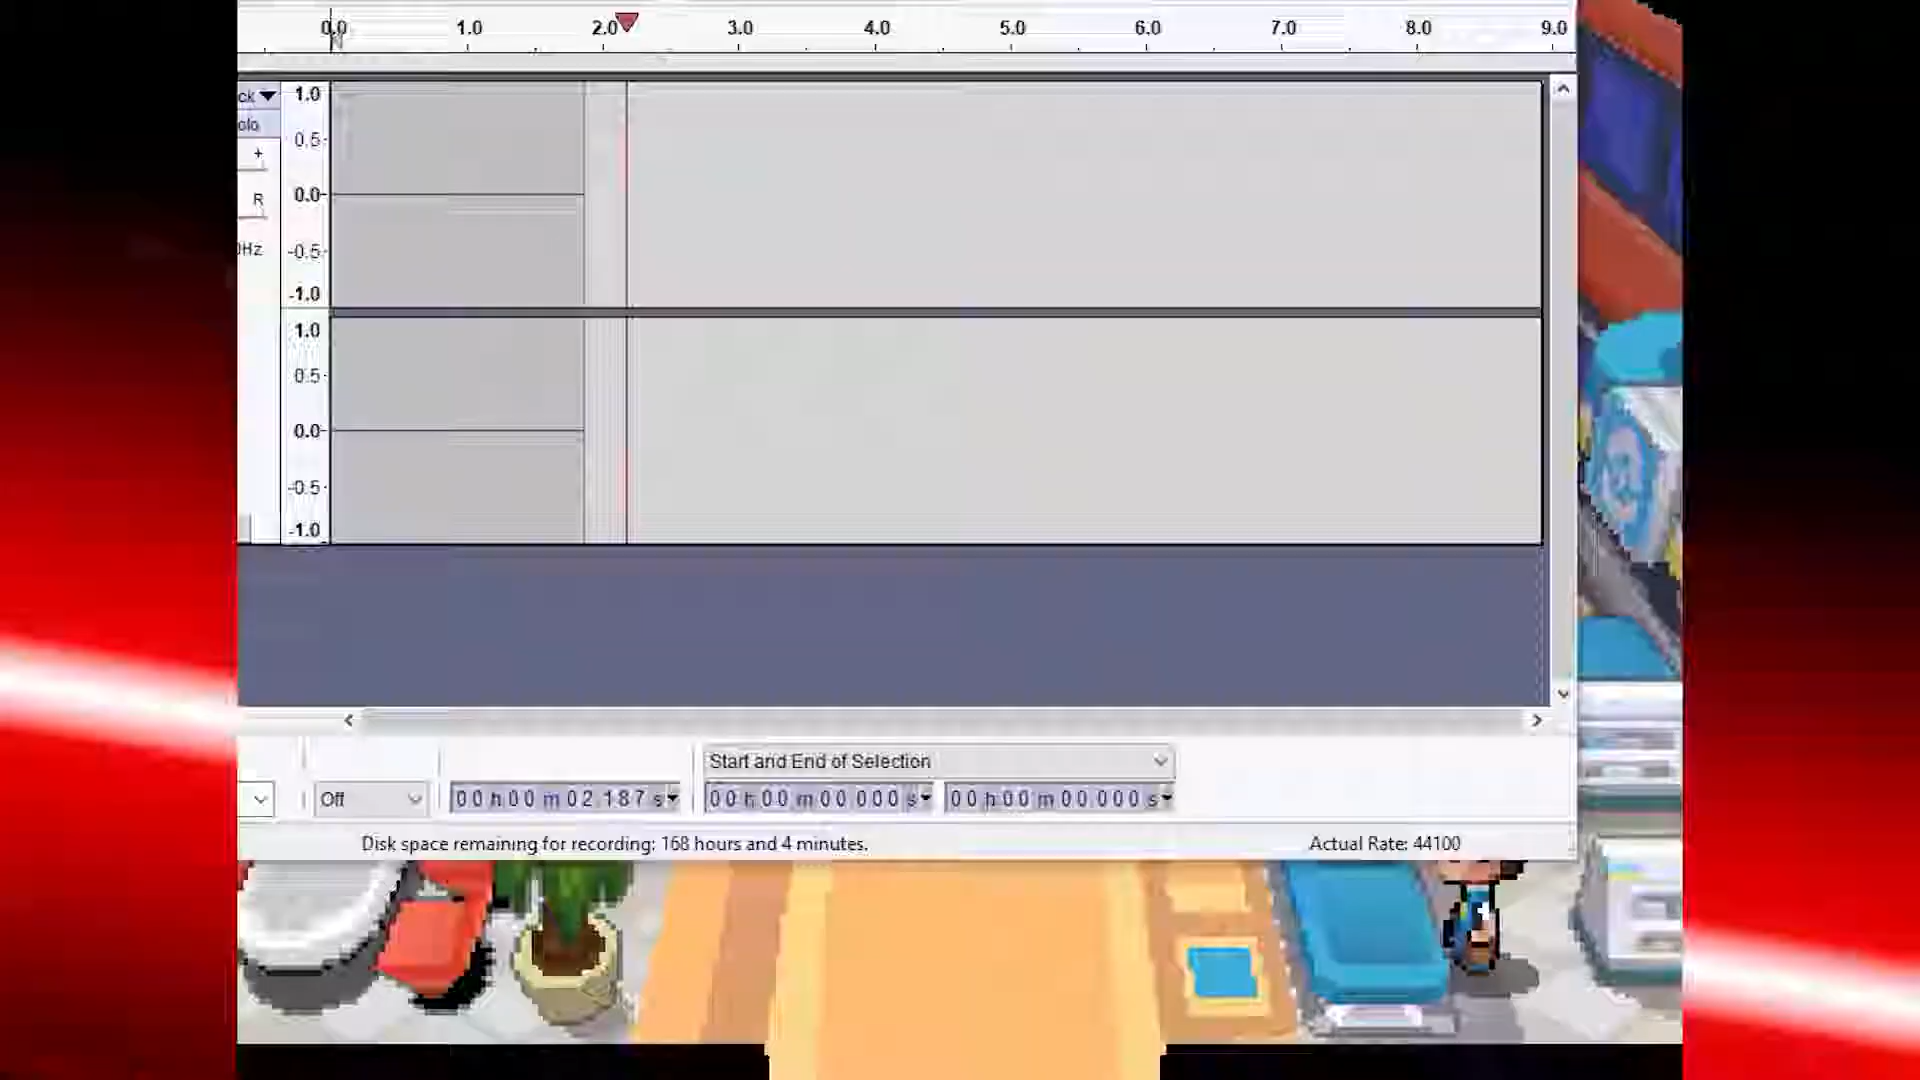 0.0 1.0 2.0 3.0 4.0 5.0 6.0 7.0 8.0 9.0
ck
olo
+
R
0Hz
1.0
0.5
0.0
-0.5
-1.0
1.0
0.5
0.0
-0.5
-1.0
Start and End of Selection
Off
00 h 00 m 02.187 s
00 h 00 m 00.000 s
00 h 00 m 00.000 s
Disk space remaining for recording: 168 hours and 4 minutes.
Actual Rate: 44100